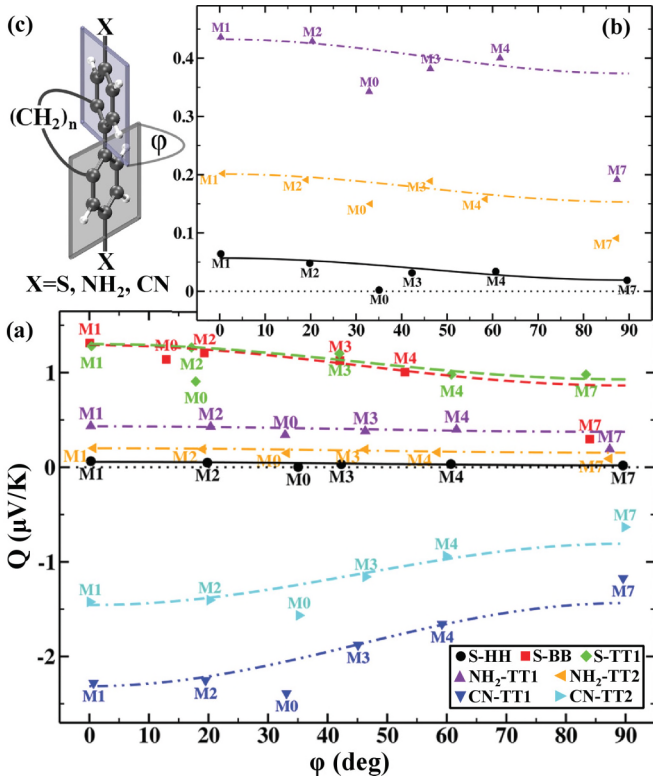 (c)
X
(CH₂)ₙ
φ
X
X=S, NH₂, CN
(b)
0.4
0.3
0.2
0.1
0
M1
M2
M0
M3
M4
M7
M1
M2
M0
M3
M4
M7
M1
M2
M0
M3
M4
M7
0 10 20 30 40 50 60 70 80 90
(a)
Q (μV/K)
1
0
-1
-2
M1
M0
M2
M3
M4
M7
M1
M2
M0
M3
M4
M7
M1
M2
M0
M3
M4
M7
M1
M2
M0
M3
M4
M7
M1
M2
M0
M3
M4
M7
M1
M2
M0
M3
M4
M7
M1
M2
M0
M3
M4
M7
S-HH S-BB S-TT1
NH₂-TT1 NH₂-TT2
CN-TT1 CN-TT2
0 10 20 30 40 50 60 70 80 90
φ (deg)